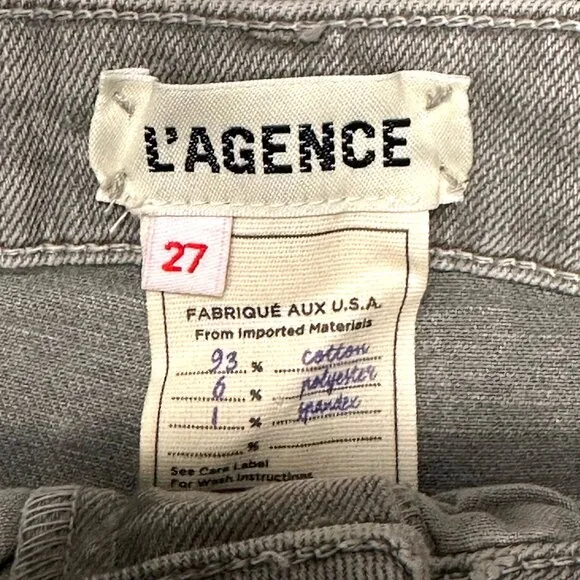 L'AGENCE
27
FABRIQUÉ AUX U.S.A.
From Imported Materials
93 % cotton
6 % polyester
1 % spandex
%
See Care Label
For Wash Instructions